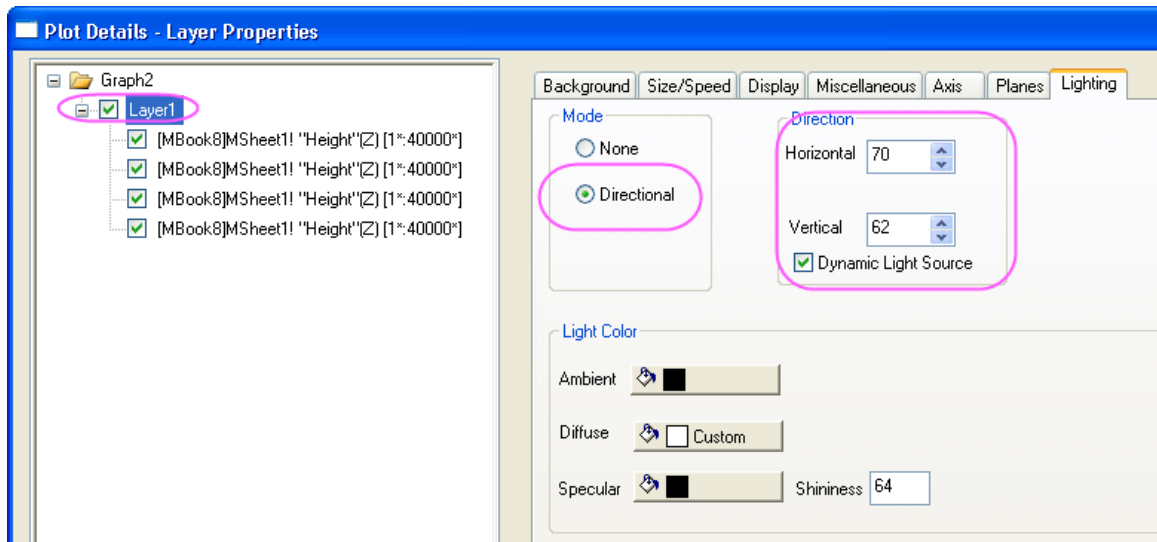 Plot Details - Layer Properties
Graph2
Layer1
[MBook8]MSheet1! "Height"(Z) [1*:40000*]
[MBook8]MSheet1! "Height"(Z) [1*:40000*]
[MBook8]MSheet1! "Height"(Z) [1*:40000*]
[MBook8]MSheet1! "Height"(Z) [1*:40000*]
Background Size/Speed Display Miscellaneous Axis Planes Lighting
Mode
None
Directional
Direction
Horizontal 70
Vertical 62
Dynamic Light Source
Light Color
Ambient
Diffuse Custom
Specular Shininess 64